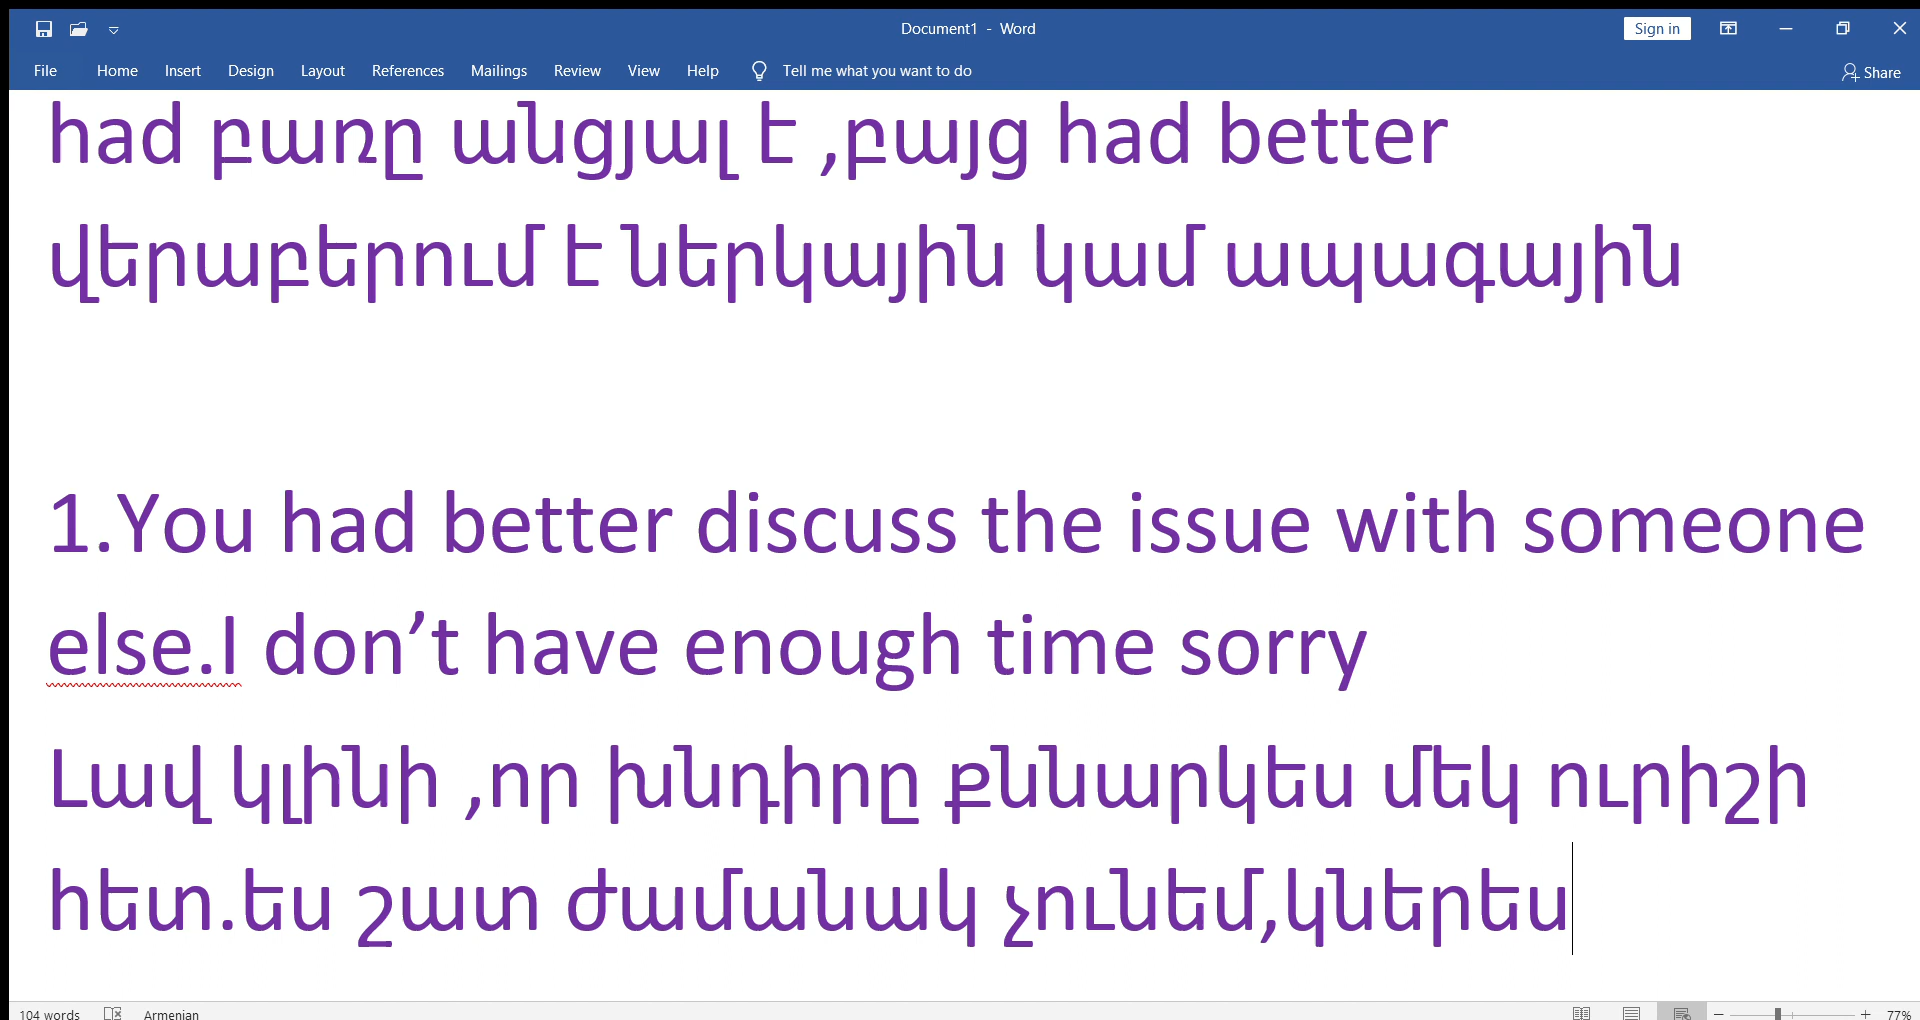 Document1 - Word
Sign in
File Home Insert Design Layout References Mailings Review View Help Tell me what you want to do
Share
had բառը անցյալ է ,բայց had better
վերաբերում է ներկային կամ ապագային
1.You had better discuss the issue with someone
else.I don’t have enough time sorry
Լավ կլինի ,որ խնդիրը քննարկես մեկ ուրիշի
հետ.ես շատ ժամանակ չունեմ,կներես
104 words Armenian
77%